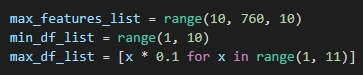 max_features_list = range(10, 760, 10)
min_df_list = range(1, 10)
max_df_list = [x * 0.1 for x in range(1, 11)]